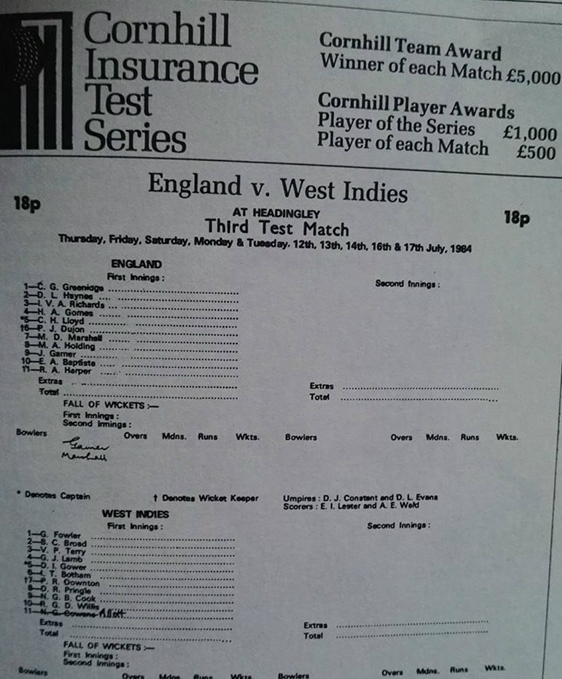 Cornhill
Insurance
Test
Series
Cornhill Team Award
Winner of each Match £5,000
Cornhill Player Awards
Player of the Series £1,000
Player of each Match £500
England v. West Indies
18p
AT HEADINGLEY
18p
Third Test Match
Thursday, Friday, Saturday, Monday & Tuesday. 12th, 13th, 14th, 16th & 17th July, 1984
ENGLAND
First Innings: Second Innings:
1—C. G. Greenidge
2—D. L. Haynes
3—I. V. A. Richards
4—H. A. Gomes
*5—C. H. Lloyd
†6—P. J. Dujon
7—M. D. Marshall
8—M. A. Holding
9—J. Garner
10—E. A. Baptiste
11—R. A. Harper
Extras Extras
Total Total
FALL OF WICKETS:—
First Innings:
Second Innings:
Bowlers Overs Mdns. Runs Wkts. Bowlers Overs Mdns. Runs Wkts.
Garner
Marshall
* Denotes Captain † Denotes Wicket Keeper Umpires: D. J. Constant and D. L. Evans
Scorers: E. I. Lester and A. E. Weld
WEST INDIES
First Innings: Second Innings:
1—G. Fowler
2—B. C. Broad
3—V. P. Terry
4—A. J. Lamb
*5—D. I. Gower
6—I. T. Botham
†7—P. R. Downton
8—D. R. Pringle
9—N. G. B. Cook
10—R. G. D. Willis
11—N. G. Cowans Allott
Extras Extras
Total Total
FALL OF WICKETS:—
First Innings:
Second Innings:
Bowlers Overs Mdns. Runs Wkts. Bowlers Overs Mdns. Runs Wkts.